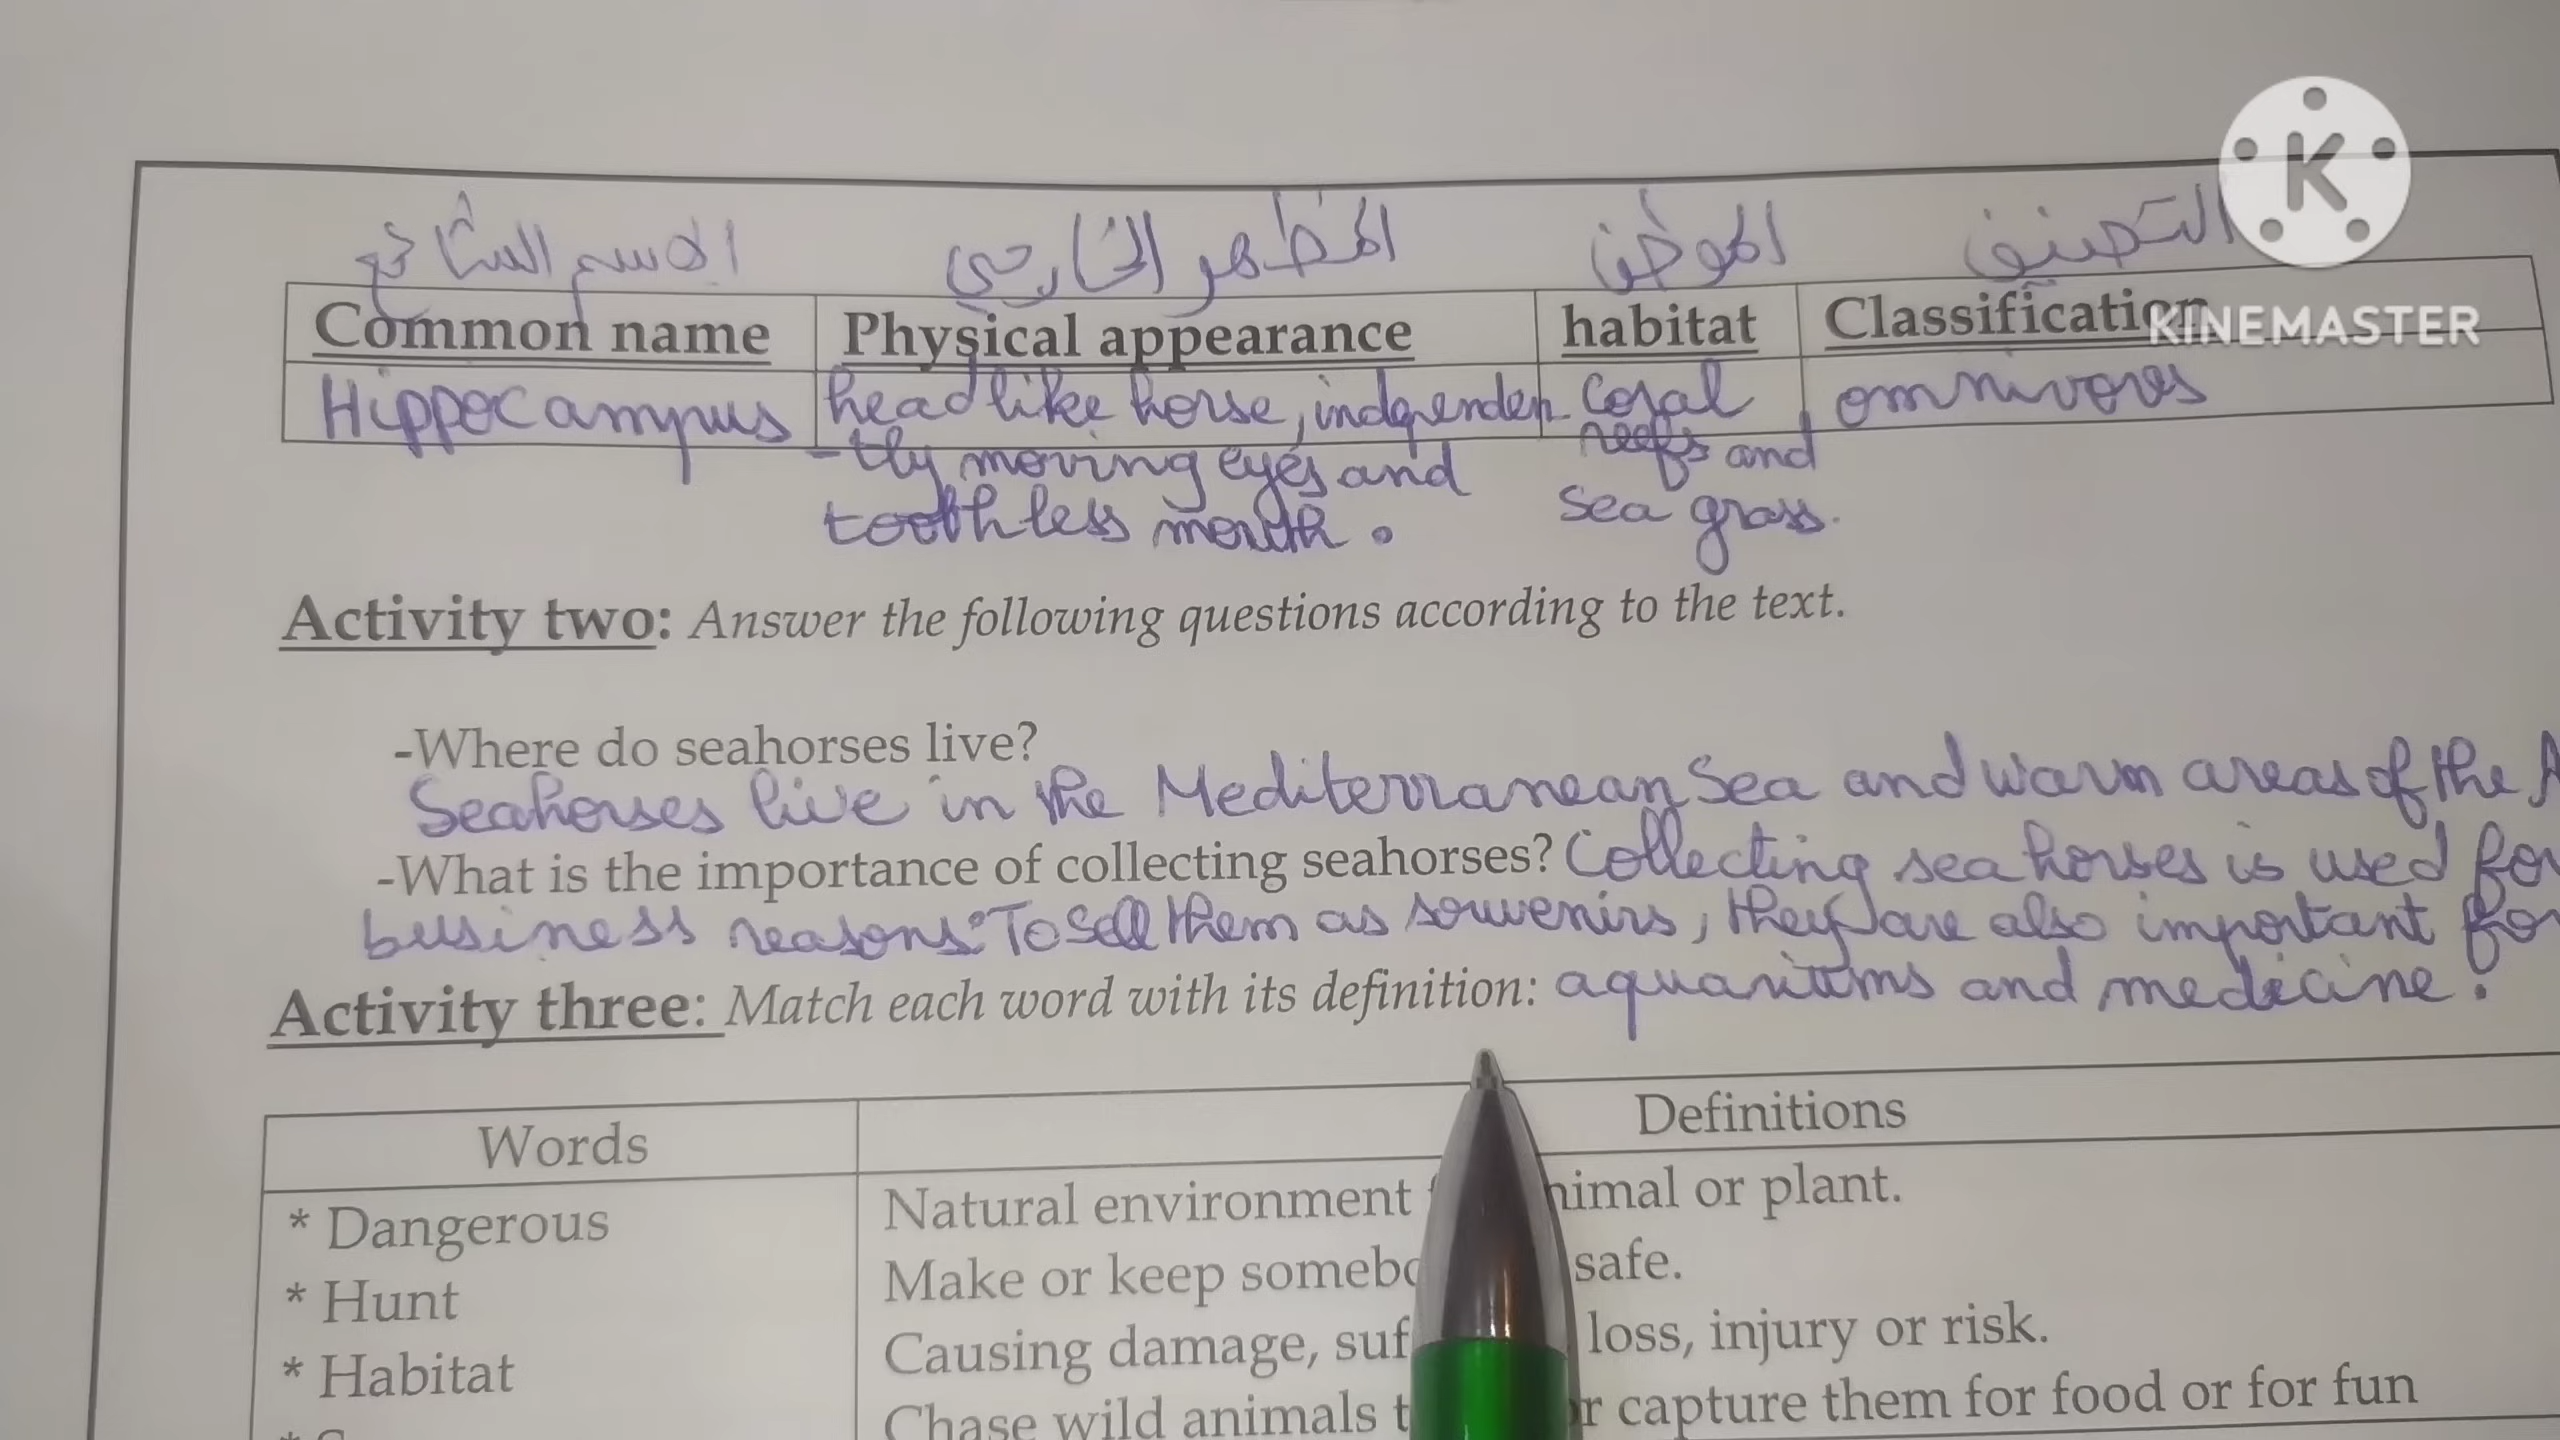 الاسم الشائع المظهر الخارجي الموطن التصنيف
Common name Physical appearance habitat Classification
KINEMASTER
Hippocampus head like horse, independen Coral omnivores
-tly moving eyes and reefs and
toothless mouth. sea grass.
Activity two: Answer the following questions according to the text.
-Where do seahorses live?
Seahorses live in the Mediterranean Sea and warm areas of the A
-What is the importance of collecting seahorses? Collecting sea horses is used for
business reasons: To sell them as souvenirs, they are also important for
Activity three: Match each word with its definition: aquariums and medicine.
Words Definitions
* Dangerous Natural environment nimal or plant.
* Hunt Make or keep somebo safe.
* Habitat Causing damage, suf loss, injury or risk.
Chase wild animals t or capture them for food or for fun